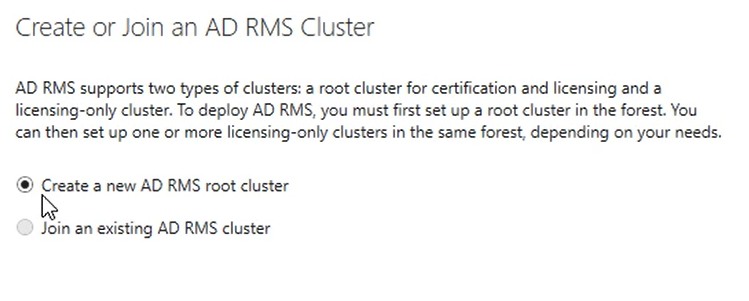 Create or Join an AD RMS Cluster
AD RMS supports two types of clusters: a root cluster for certification and licensing and a
licensing-only cluster. To deploy AD RMS, you must first set up a root cluster in the forest. You
can then set up one or more licensing-only clusters in the same forest, depending on your needs.
Create a new AD RMS root cluster
Join an existing AD RMS cluster